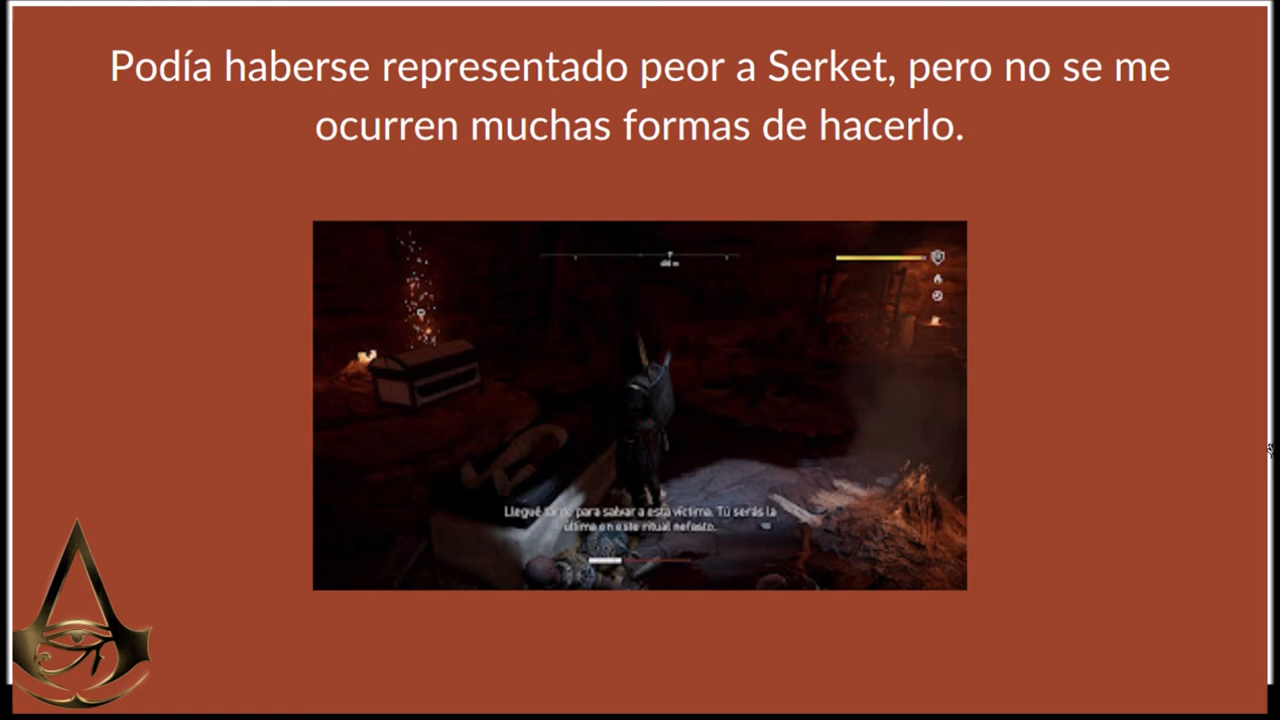 Podía haberse representado peor a Serket, pero no se me
ocurren muchas formas de hacerlo.
Llegué tarde para salvar a esta víctima. Tú serás la
última en este ritual nefasto.